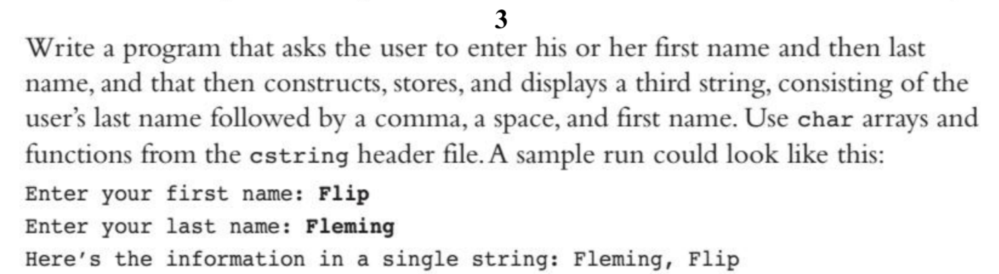 3
Write a program that asks the user to enter his or her first name and then last
name, and that then constructs, stores, and displays a third string, consisting of the
user’s last name followed by a comma, a space, and first name. Use char arrays and
functions from the cstring header file. A sample run could look like this:
Enter your first name: Flip
Enter your last name: Fleming
Here’s the information in a single string: Fleming, Flip